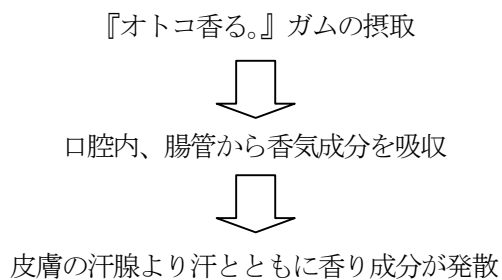 『オトコ香る。』ガムの摂取
口腔内、腸管から香気成分を吸収
皮膚の汗腺より汗とともに香り成分が発散